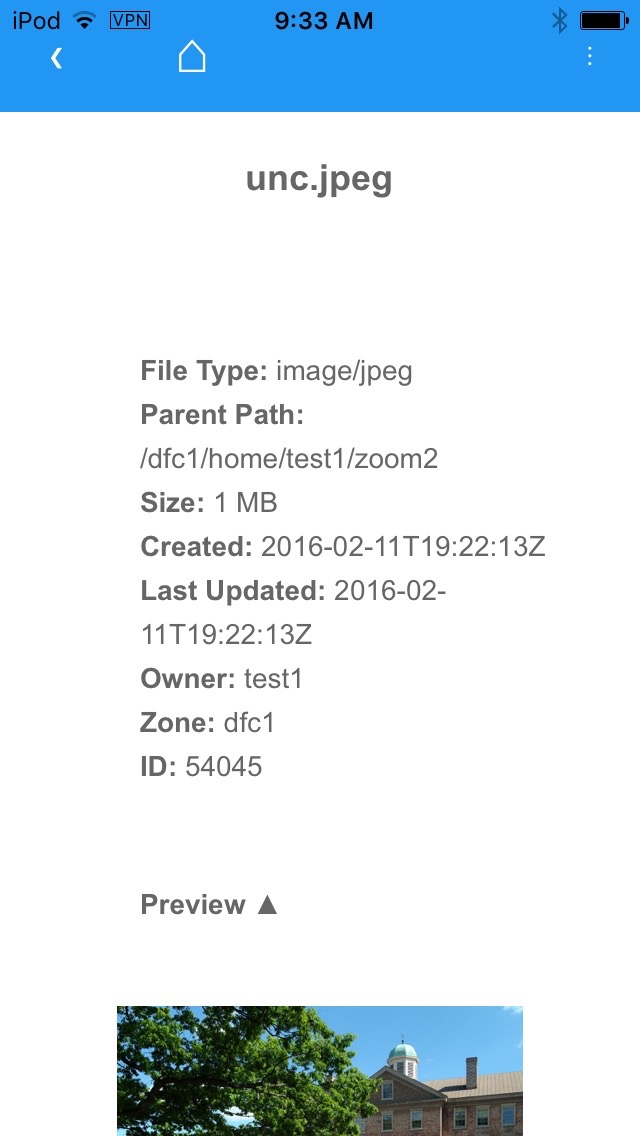 iPod VPN 9:33 AM
unc.jpeg
File Type: image/jpeg
Parent Path:
/dfc1/home/test1/zoom2
Size: 1 MB
Created: 2016-02-11T19:22:13Z
Last Updated: 2016-02-
11T19:22:13Z
Owner: test1
Zone: dfc1
ID: 54045
Preview ▲